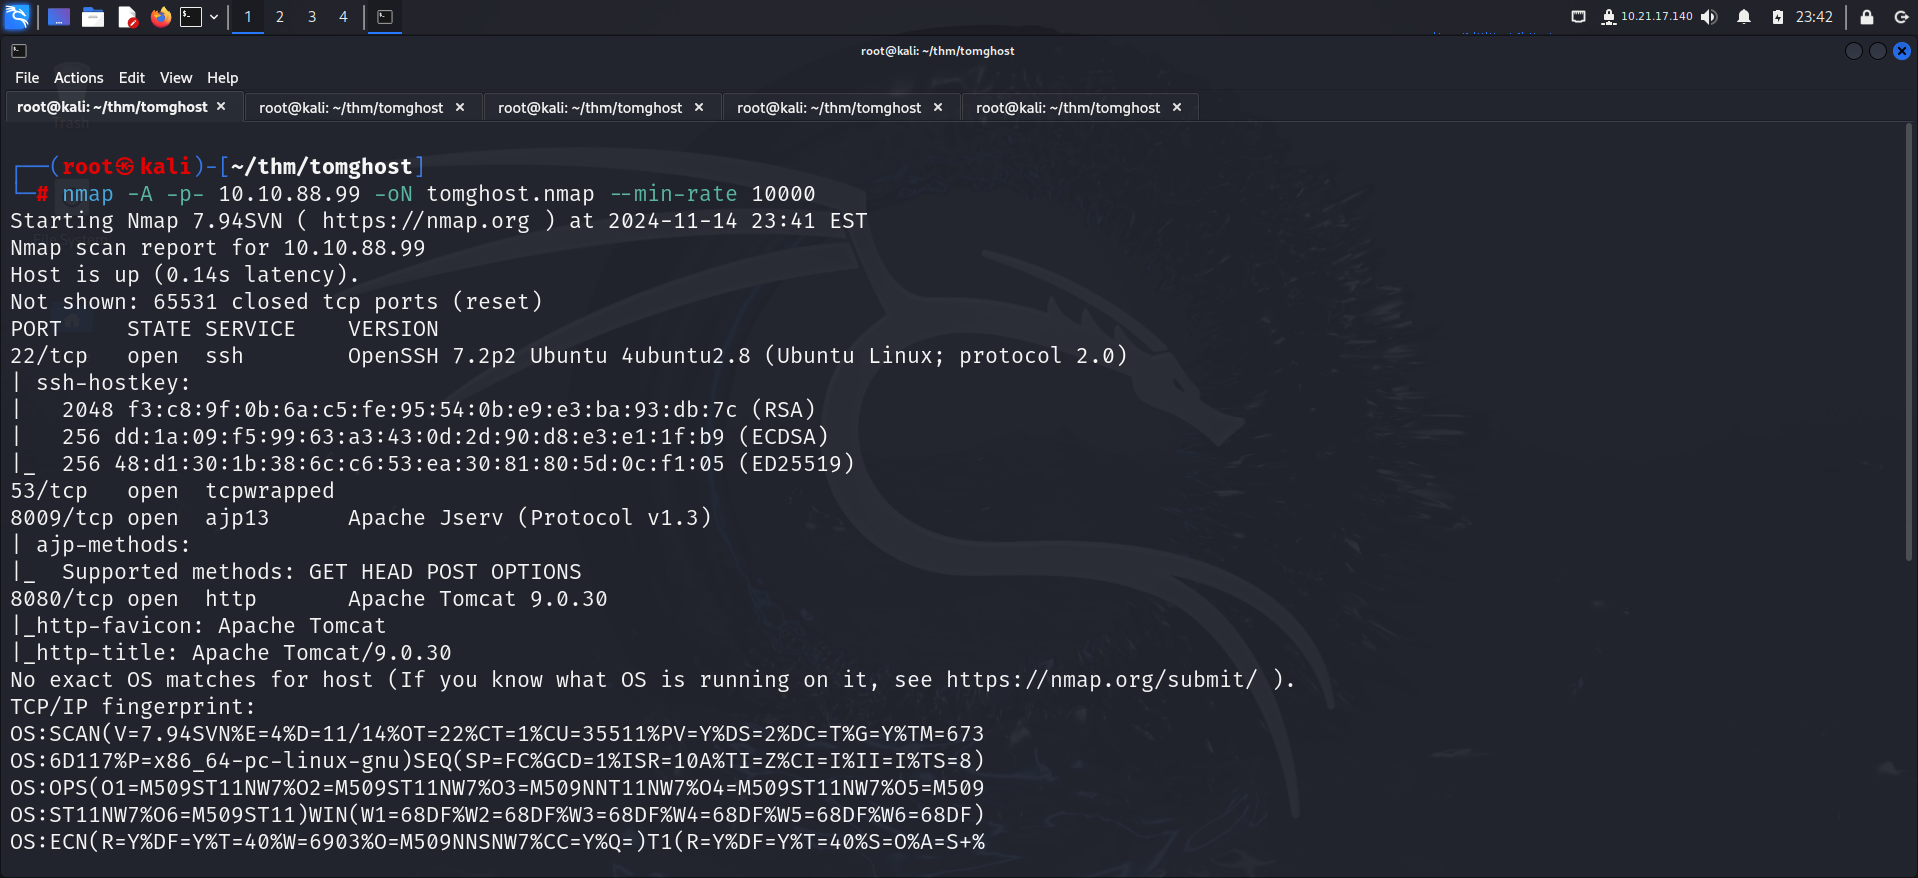 1 2 3 4 10.21.17.140 23:42
root@kali: ~/thm/tomghost
File Actions Edit View Help
root@kali: ~/thm/tomghost × root@kali: ~/thm/tomghost × root@kali: ~/thm/tomghost × root@kali: ~/thm/tomghost × root@kali: ~/thm/tomghost ×
┌──(root㉿kali)-[~/thm/tomghost]
└─# nmap -A -p- 10.10.88.99 -oN tomghost.nmap --min-rate 10000
Starting Nmap 7.94SVN ( https://nmap.org ) at 2024-11-14 23:41 EST
Nmap scan report for 10.10.88.99
Host is up (0.14s latency).
Not shown: 65531 closed tcp ports (reset)
PORT     STATE SERVICE    VERSION
22/tcp   open  ssh        OpenSSH 7.2p2 Ubuntu 4ubuntu2.8 (Ubuntu Linux; protocol 2.0)
| ssh-hostkey:
|   2048 f3:c8:9f:0b:6a:c5:fe:95:54:0b:e9:e3:ba:93:db:7c (RSA)
|   256 dd:1a:09:f5:99:63:a3:43:0d:2d:90:d8:e3:e1:1f:b9 (ECDSA)
|_  256 48:d1:30:1b:38:6c:c6:53:ea:30:81:80:5d:0c:f1:05 (ED25519)
53/tcp   open  tcpwrapped
8009/tcp open  ajp13      Apache Jserv (Protocol v1.3)
| ajp-methods:
|_  Supported methods: GET HEAD POST OPTIONS
8080/tcp open  http       Apache Tomcat 9.0.30
|_http-favicon: Apache Tomcat
|_http-title: Apache Tomcat/9.0.30
No exact OS matches for host (If you know what OS is running on it, see https://nmap.org/submit/ ).
TCP/IP fingerprint:
OS:SCAN(V=7.94SVN%E=4%D=11/14%OT=22%CT=1%CU=35511%PV=Y%DS=2%DC=T%G=Y%TM=673
OS:6D117%P=x86_64-pc-linux-gnu)SEQ(SP=FC%GCD=1%ISR=10A%TI=Z%CI=I%II=I%TS=8)
OS:OPS(O1=M509ST11NW7%O2=M509ST11NW7%O3=M509NNT11NW7%O4=M509ST11NW7%O5=M509
OS:ST11NW7%O6=M509ST11)WIN(W1=68DF%W2=68DF%W3=68DF%W4=68DF%W5=68DF%W6=68DF)
OS:ECN(R=Y%DF=Y%T=40%W=6903%O=M509NNSNW7%CC=Y%Q=)T1(R=Y%DF=Y%T=40%S=O%A=S+%